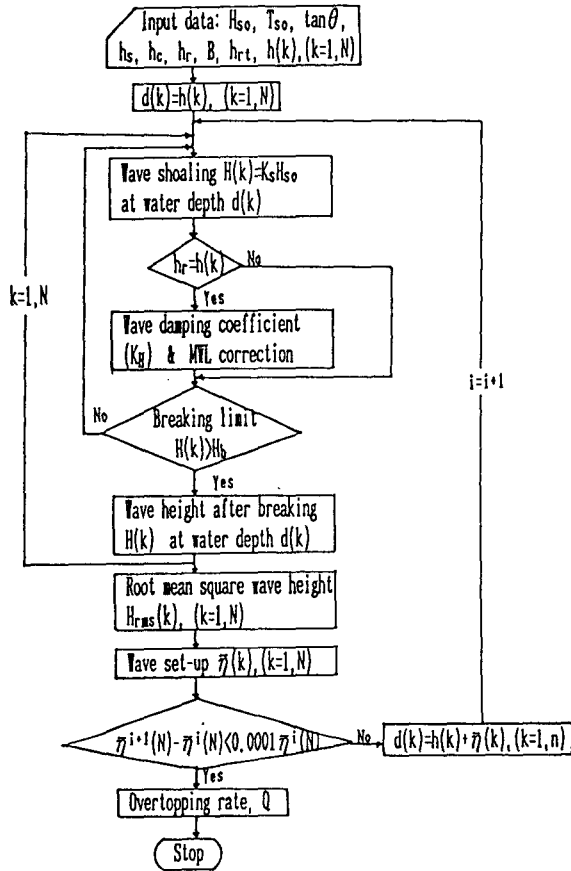 Input data: Hso, Tso, tanθ,
hs, hc, hr, B, hrt, h(k),(k=1,N)
d(k)=h(k), (k=1,N)
Wave shoaling H(k)=KsHso
at water depth d(k)
hr=h(k)
No
Yes
k=1,N
Wave damping coefficient
(KB) & MWL correction
i=i+1
No
Breaking limit
H(k)>Hb
Yes
Wave height after breaking
H(k) at water depth d(k)
Root mean square wave height
Hrms(k), (k=1,N)
Wave set-up η̄(k),(k=1,N)
η̄ⁱ⁺¹(N)-η̄ⁱ(N)<0.0001η̄ⁱ(N)
No
d(k)=h(k)+η̄(k),(k=1,n)
Yes
Overtopping rate, Q
Stop